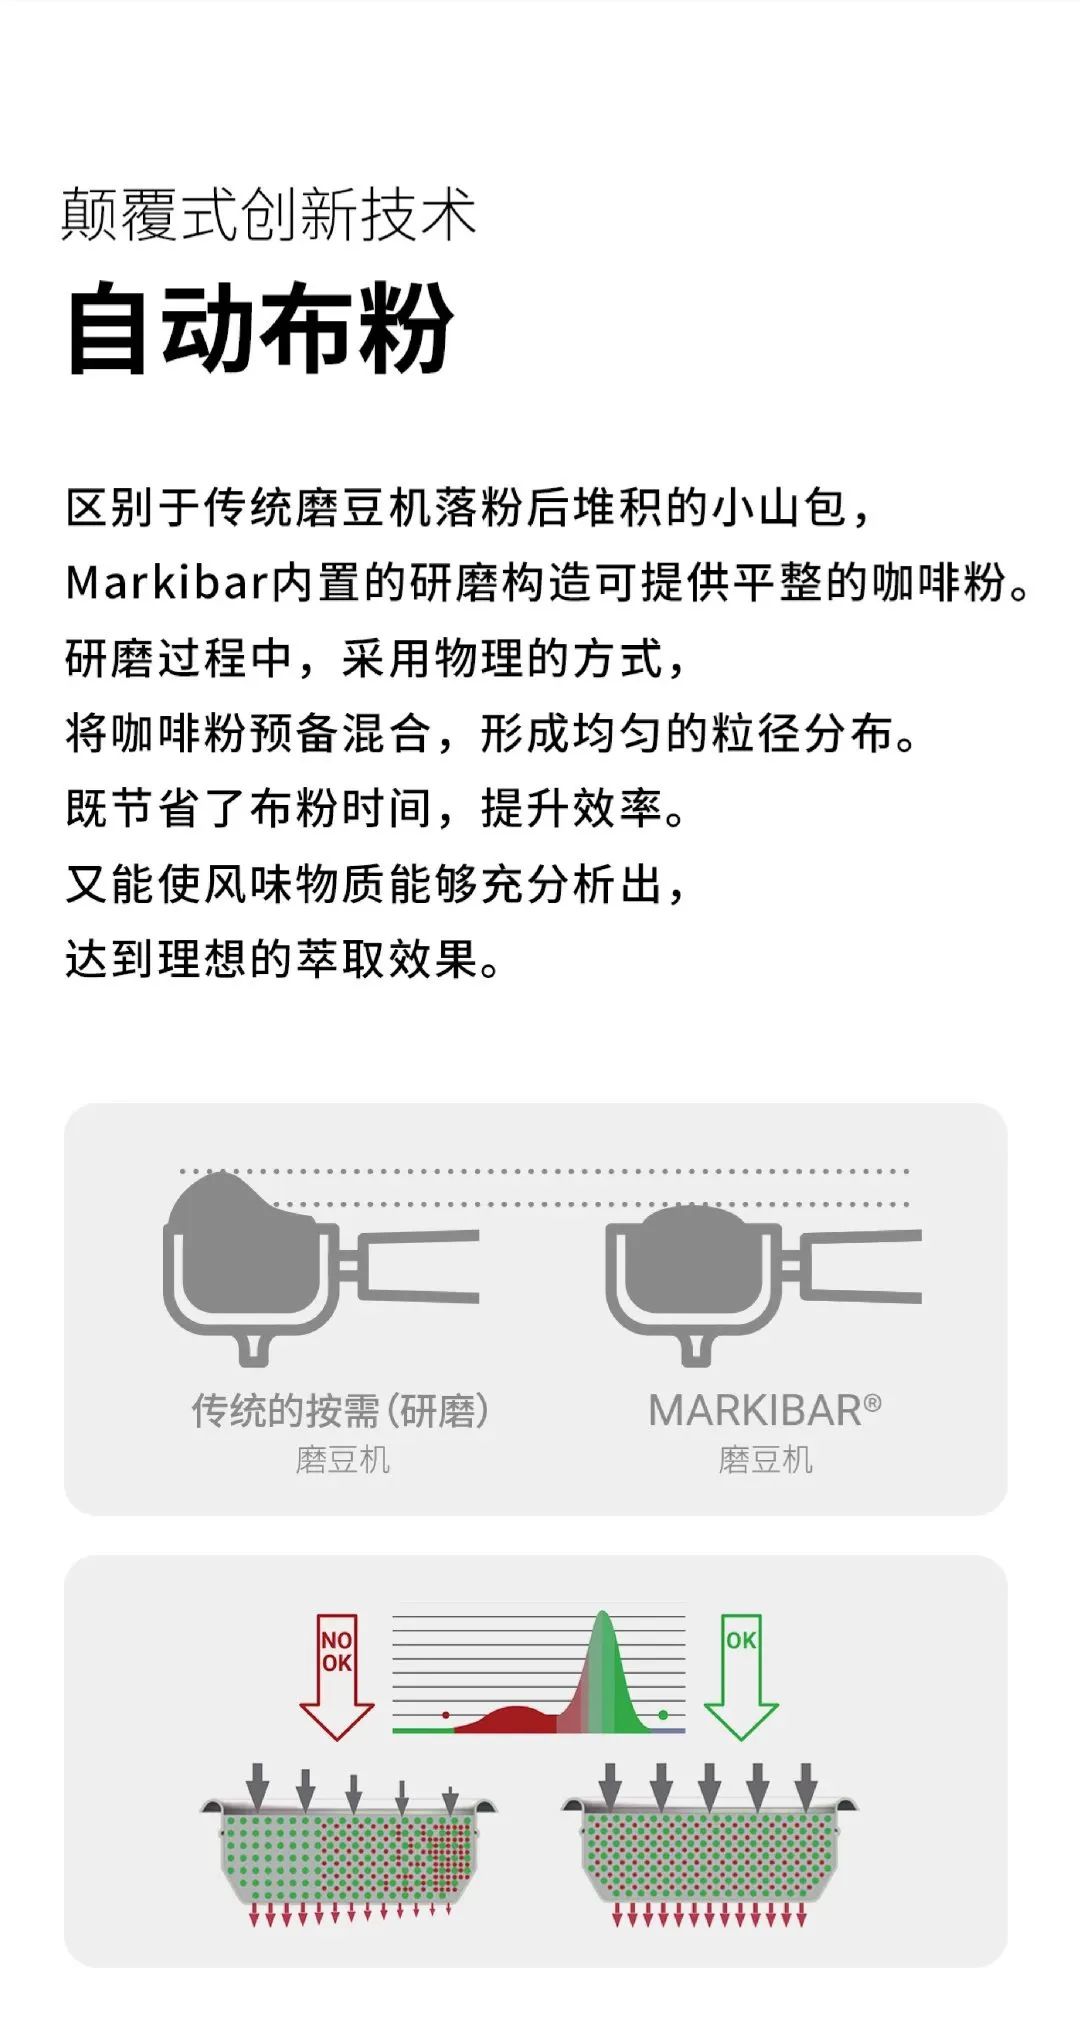 颠覆式创新技术
自动布粉
区别于传统磨豆机落粉后堆积的小山包，
Markibar内置的研磨构造可提供平整的咖啡粉。
研磨过程中，采用物理的方式，
将咖啡粉预备混合，形成均匀的粒径分布。
既节省了布粉时间，提升效率。
又能使风味物质能够充分析出，
达到理想的萃取效果。
传统的按需（研磨）
磨豆机
MARKIBAR®
磨豆机
NO
OK
OK